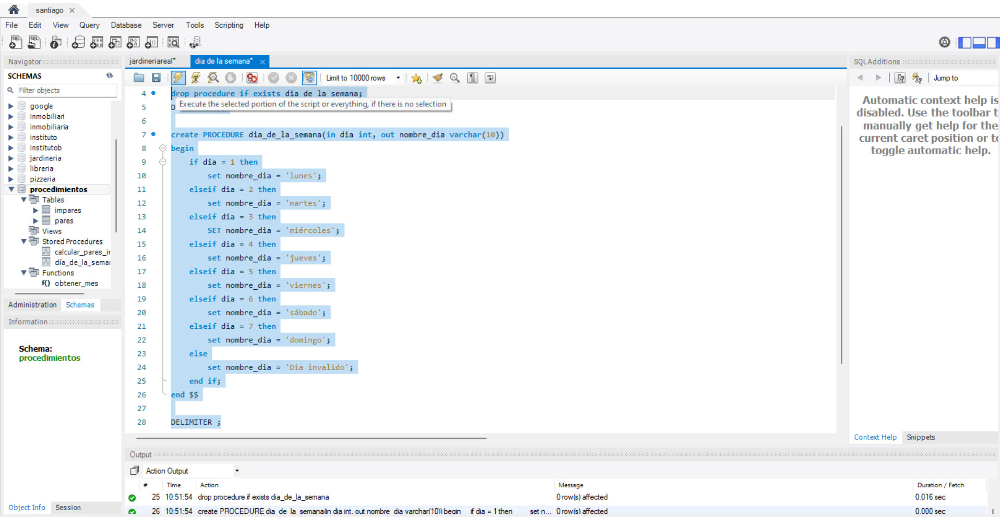 santiago ×
File Edit View Query Database Server Tools Scripting Help
Navigator
SCHEMAS
Filter objects
google
inmobiliari
inmobiliaria
instituto
institutob
jardineria
libreria
pizzeria
procedimientos
Tables
impares
pares
Views
Stored Procedures
calcular_pares_ir
día_de_la_semai
Functions
f() obtener_mes
Administration Schemas
Information
Schema:
procedimientos
Object Info Session
jardineriareal* dia de la semana* ×
Limit to 10000 rows
4 drop procedure if exists dia_de_la_semana;
Execute the selected portion of the script or everything, if there is no selection
5 D
6
7 create PROCEDURE dia_de_la_semana(in dia int, out nombre_dia varchar(10))
8 begin
9 if dia = 1 then
10 set nombre_dia = 'lunes';
11 elseif dia = 2 then
12 set nombre_dia = 'martes';
13 elseif dia = 3 then
14 SET nombre_dia = 'miércoles';
15 elseif dia = 4 then
16 set nombre_dia = 'jueves';
17 elseif dia = 5 then
18 set nombre_dia = 'viernes';
19 elseif dia = 6 then
20 set nombre_dia = 'sábado';
21 elseif dia = 7 then
22 set nombre_dia = 'domingo';
23 else
24 set nombre_dia = 'Dia invalido';
25 end if;
26 end $$
27
28 DELIMITER ;
SQLAdditions
Jump to
Automatic context help is
disabled. Use the toolbar t
manually get help for the
current caret position or to
toggle automatic help.
Context Help Snippets
Output
Action Output
# Time Action Message Duration / Fetch
25 10:51:54 drop procedure if exists dia_de_la_semana 0 row(s) affected 0.016 sec
26 10:51:54 create PROCEDURE dia_de_la_semana(in dia int, out nombre_dia varchar(10)) begin if dia = 1 then set n... 0 row(s) affected 0.000 sec